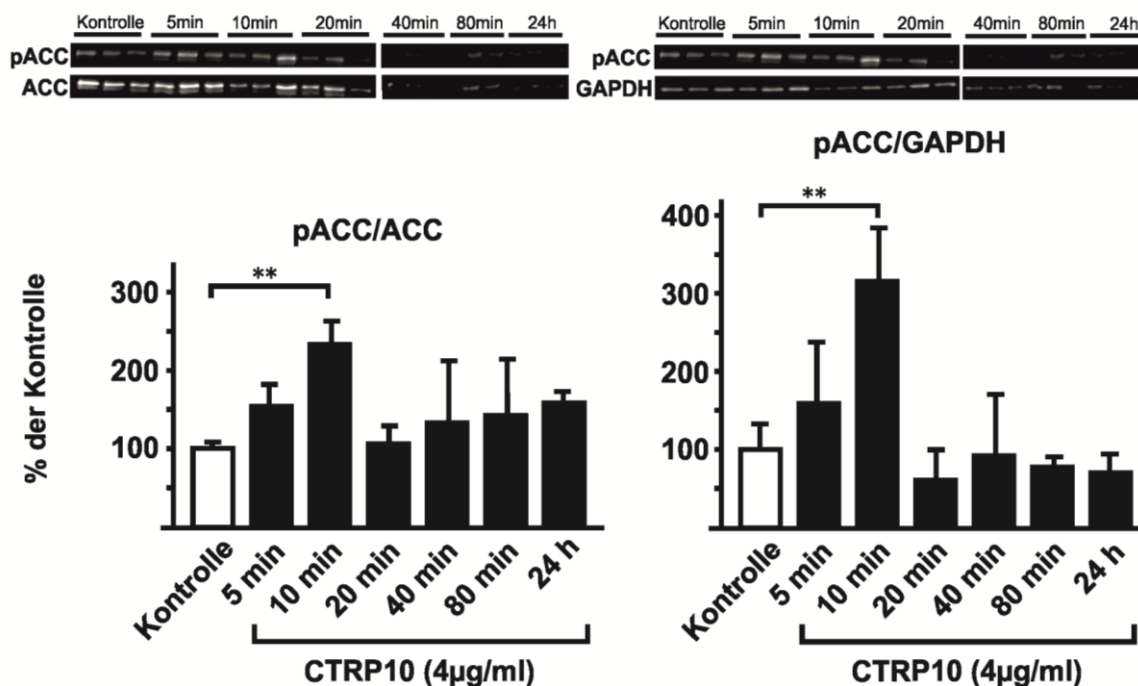 Kontrolle 5min 10min 20min 40min 80min 24h
pACC
ACC
Kontrolle 5min 10min 20min 40min 80min 24h
pACC
GAPDH
pACC/ACC
% der Kontrolle
300
200
100
**
Kontrolle
5 min
10 min
20 min
40 min
80 min
24 h
CTRP10 (4µg/ml)
pACC/GAPDH
400
300
200
100
**
Kontrolle
5 min
10 min
20 min
40 min
80 min
24 h
CTRP10 (4µg/ml)